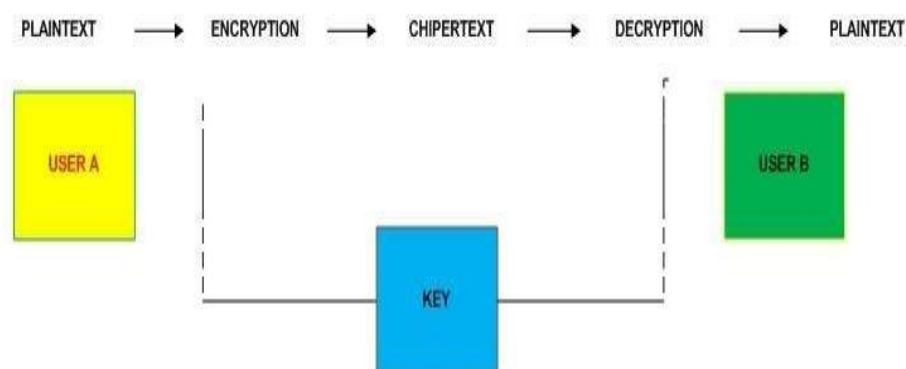 PLAINTEXT → ENCRYPTION → CHIPERTEXT → DECRYPTION → PLAINTEXT
USER A
USER B
KEY